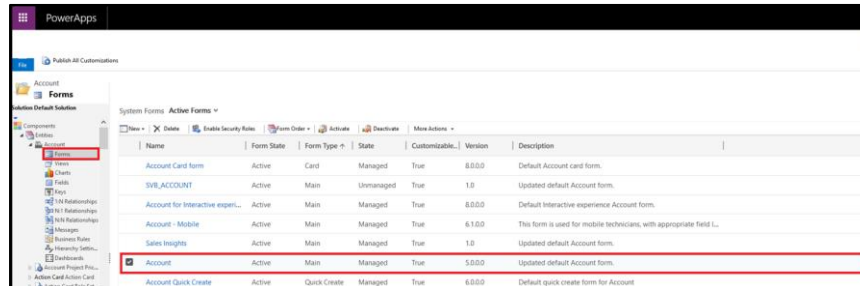 PowerApps
File Publish All Customizations
Account
Forms
Solution Default Solution
System Forms Active Forms
Components
Entities
Account
Forms
Views
Charts
Fields
Keys
1:N Relationships
N:1 Relationships
N:N Relationships
Messages
Business Rules
Hierarchy Settin...
Dashboards
Account Project Pric...
Action Card Action Card
New Delete Enable Security Roles Form Order Activate Deactivate More Actions
Name Form State Form Type ↑ State Customizable... Version Description
Account Card form Active Card Managed True 8.0.0.0 Default Account card form.
SVB_ACCOUNT Active Main Unmanaged True 1.0 Updated default Account form.
Account for Interactive experi... Active Main Managed True 8.0.0.0 Default Interactive experience Account form.
Account - Mobile Active Main Managed True 6.1.0.0 This form is used for mobile technicians, with appropriate field l...
Sales Insights Active Main Managed True 1.0 Updated default Account form.
Account Active Main Managed True 5.0.0.0 Updated default Account form.
Account Quick Create Active Quick Create Managed True 6.0.0.0 Default quick create form for Account